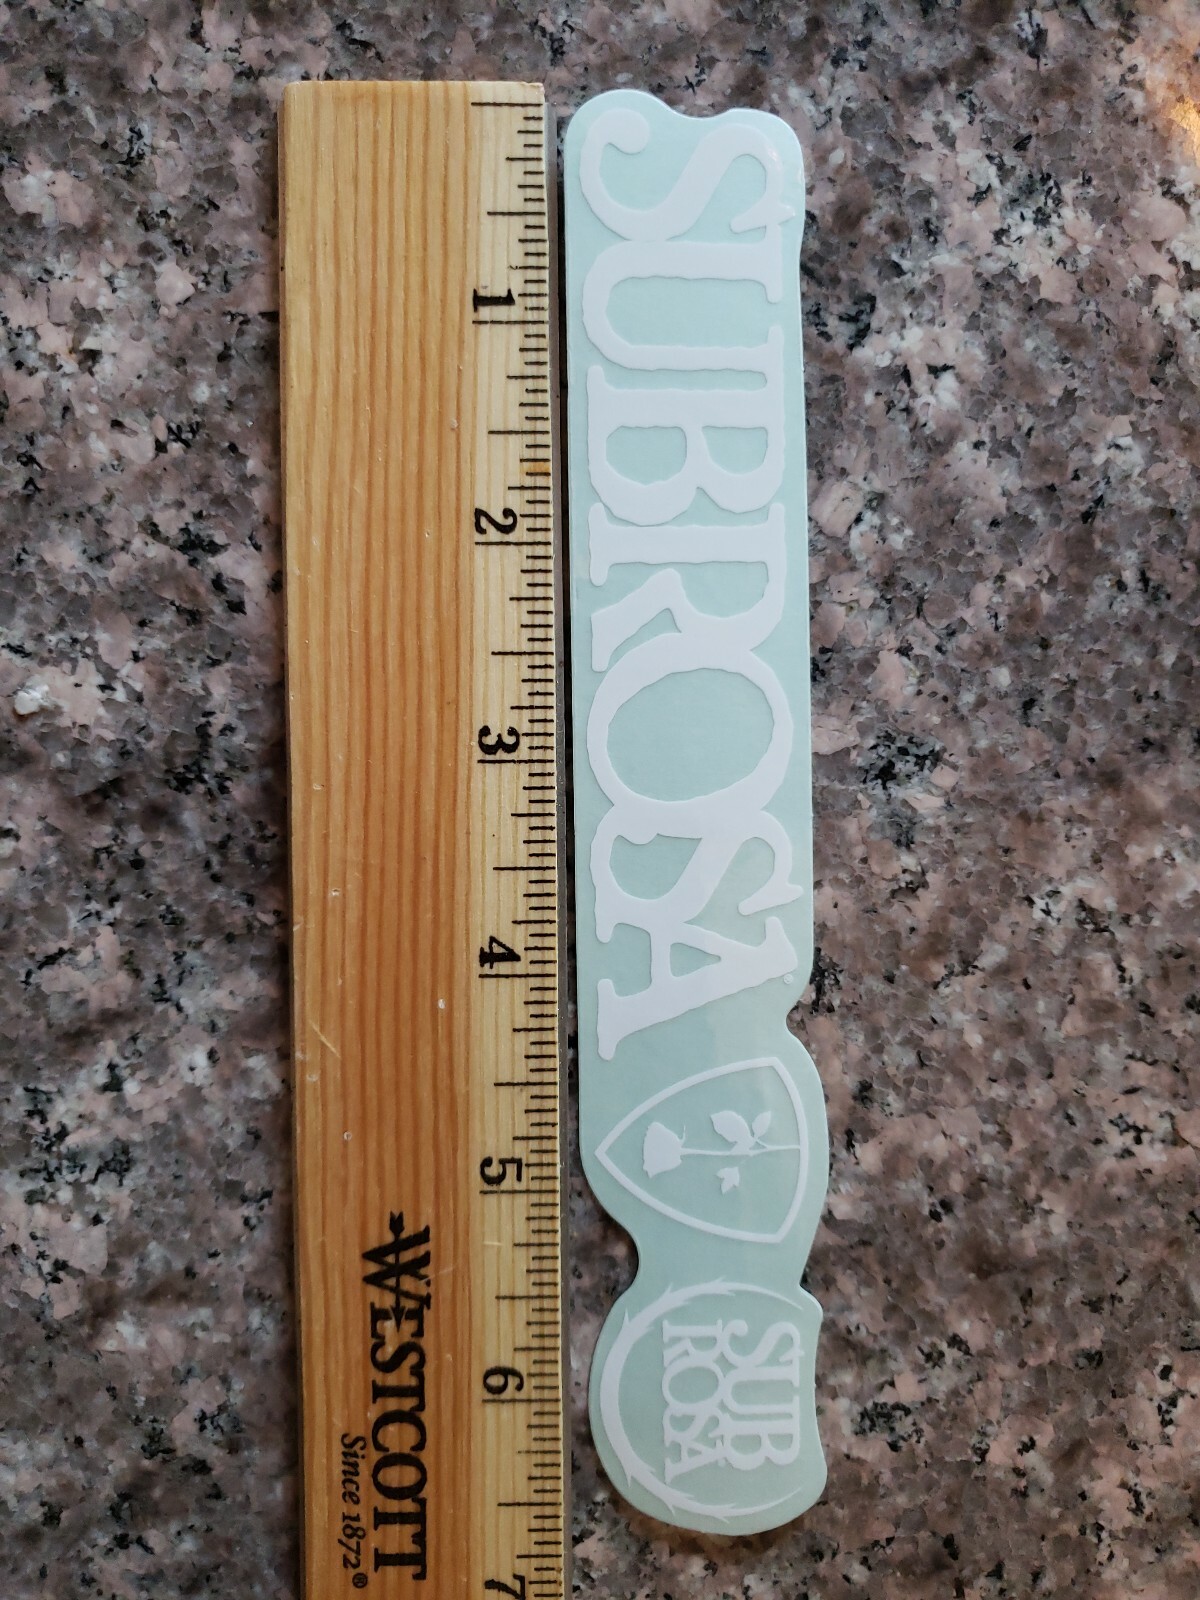 1
2
3
4
5
6
7
WESTCOTT
Since 1872®
SUBROSA®
SUB
ROSA